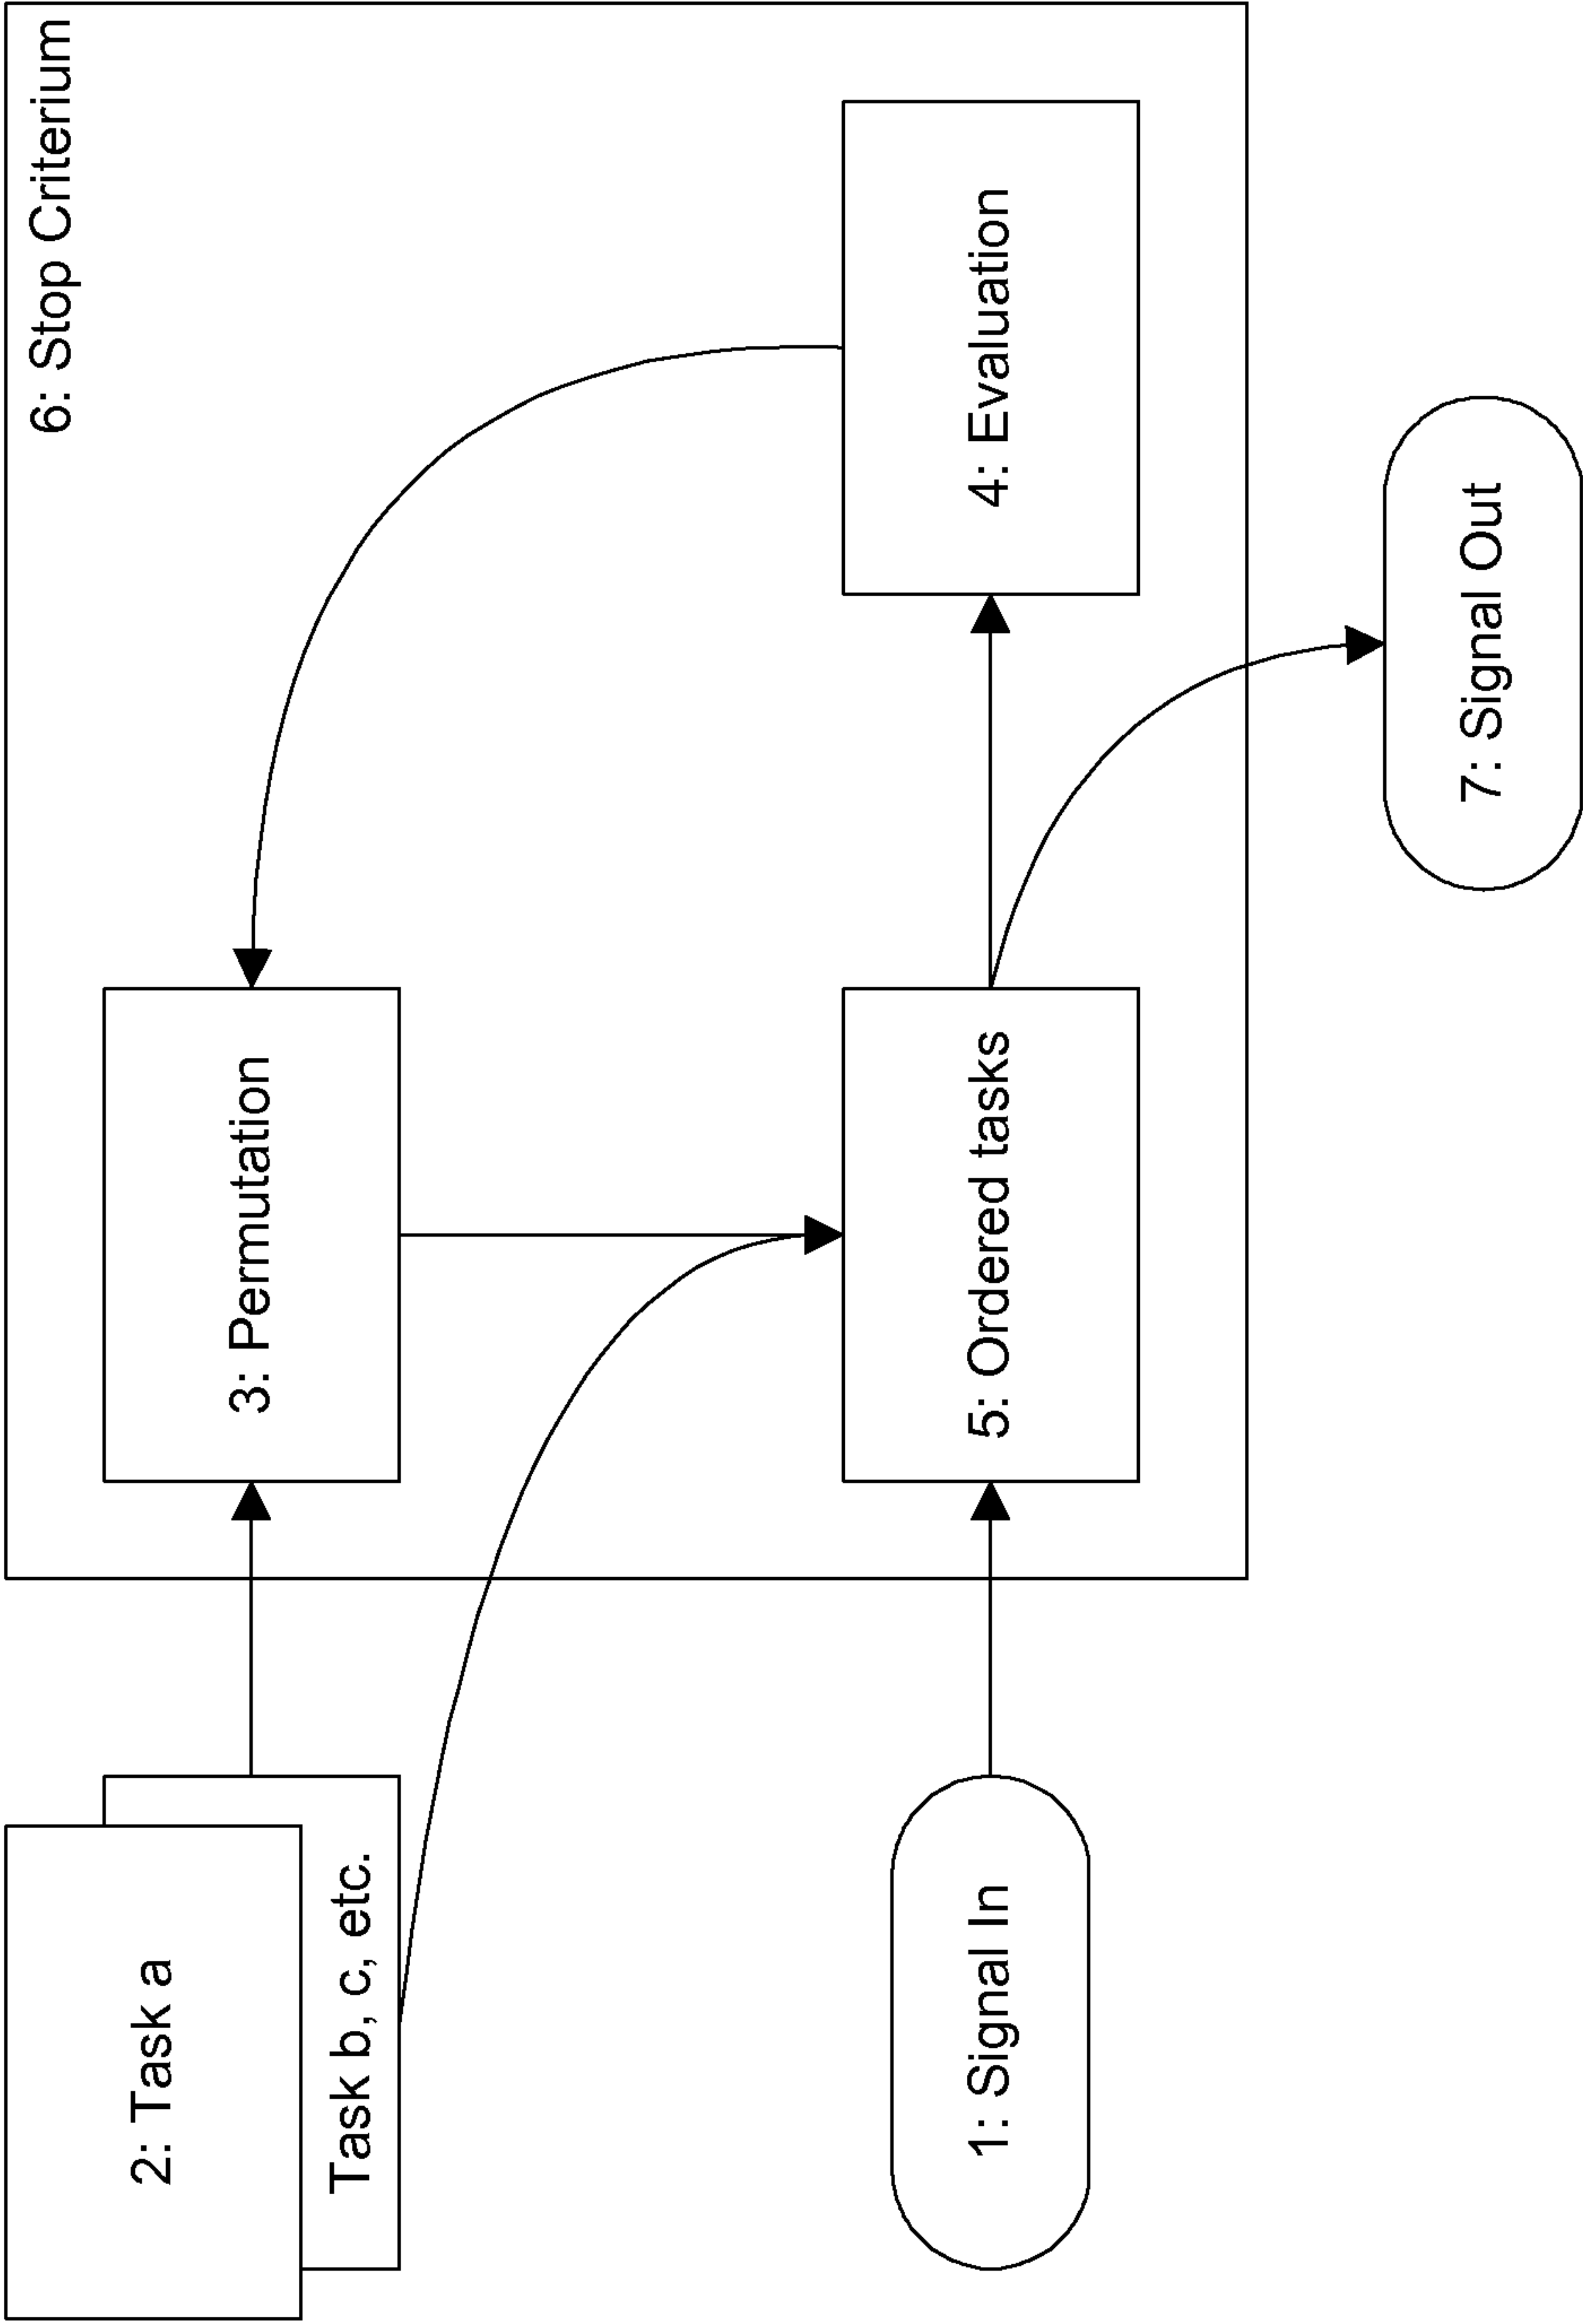 2: Task a
Task b, c, etc.
3: Permutation
6: Stop Criterium
1: Signal In
5: Ordered tasks
4: Evaluation
7: Signal Out